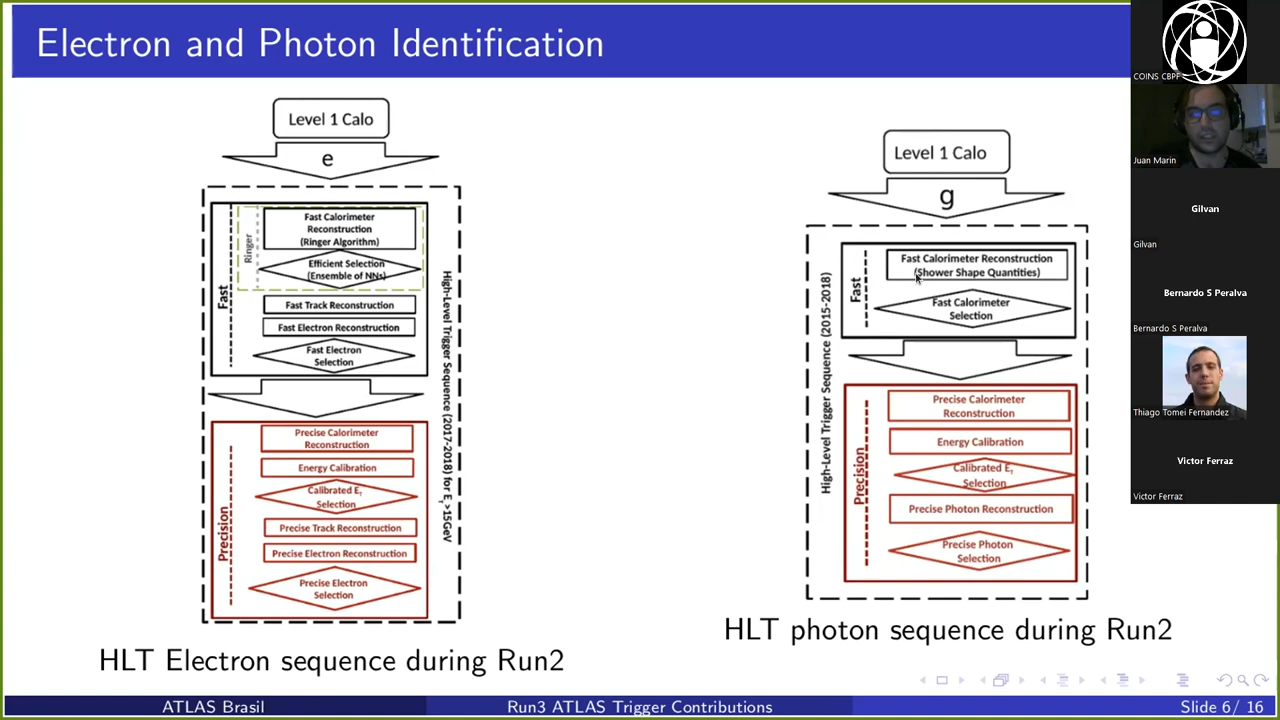 Electron and Photon Identification
Level 1 Calo
e
Ringer
Fast Calorimeter
Reconstruction
(Ringer Algorithm)
Efficient Selection
(Ensemble of NNs)
Fast
Fast Track Reconstruction
Fast Electron Reconstruction
Fast Electron
Selection
Precision
Precise Calorimeter
Reconstruction
Energy Calibration
Calibrated ET
Selection
Precise Track Reconstruction
Precise Electron Reconstruction
Precise Electron
Selection
High-Level Trigger Sequence (2017-2018) for ET>15GeV
HLT Electron sequence during Run2
Level 1 Calo
g
High-Level Trigger Sequence (2015-2018)
Fast
Fast Calorimeter Reconstruction
(Shower Shape Quantities)
Fast Calorimeter
Selection
Precision
Precise Calorimeter
Reconstruction
Energy Calibration
Calibrated ET
Selection
Precise Photon Reconstruction
Precise Photon
Selection
HLT photon sequence during Run2
ATLAS Brasil
Run3 ATLAS Trigger Contributions
Slide 6/ 16
COINS CBPF
Juan Marin
Gilvan
Gilvan
Bernardo S Peralva
Bernardo S Peralva
Thiago Tomei Fernandez
Victor Ferraz
Victor Ferraz